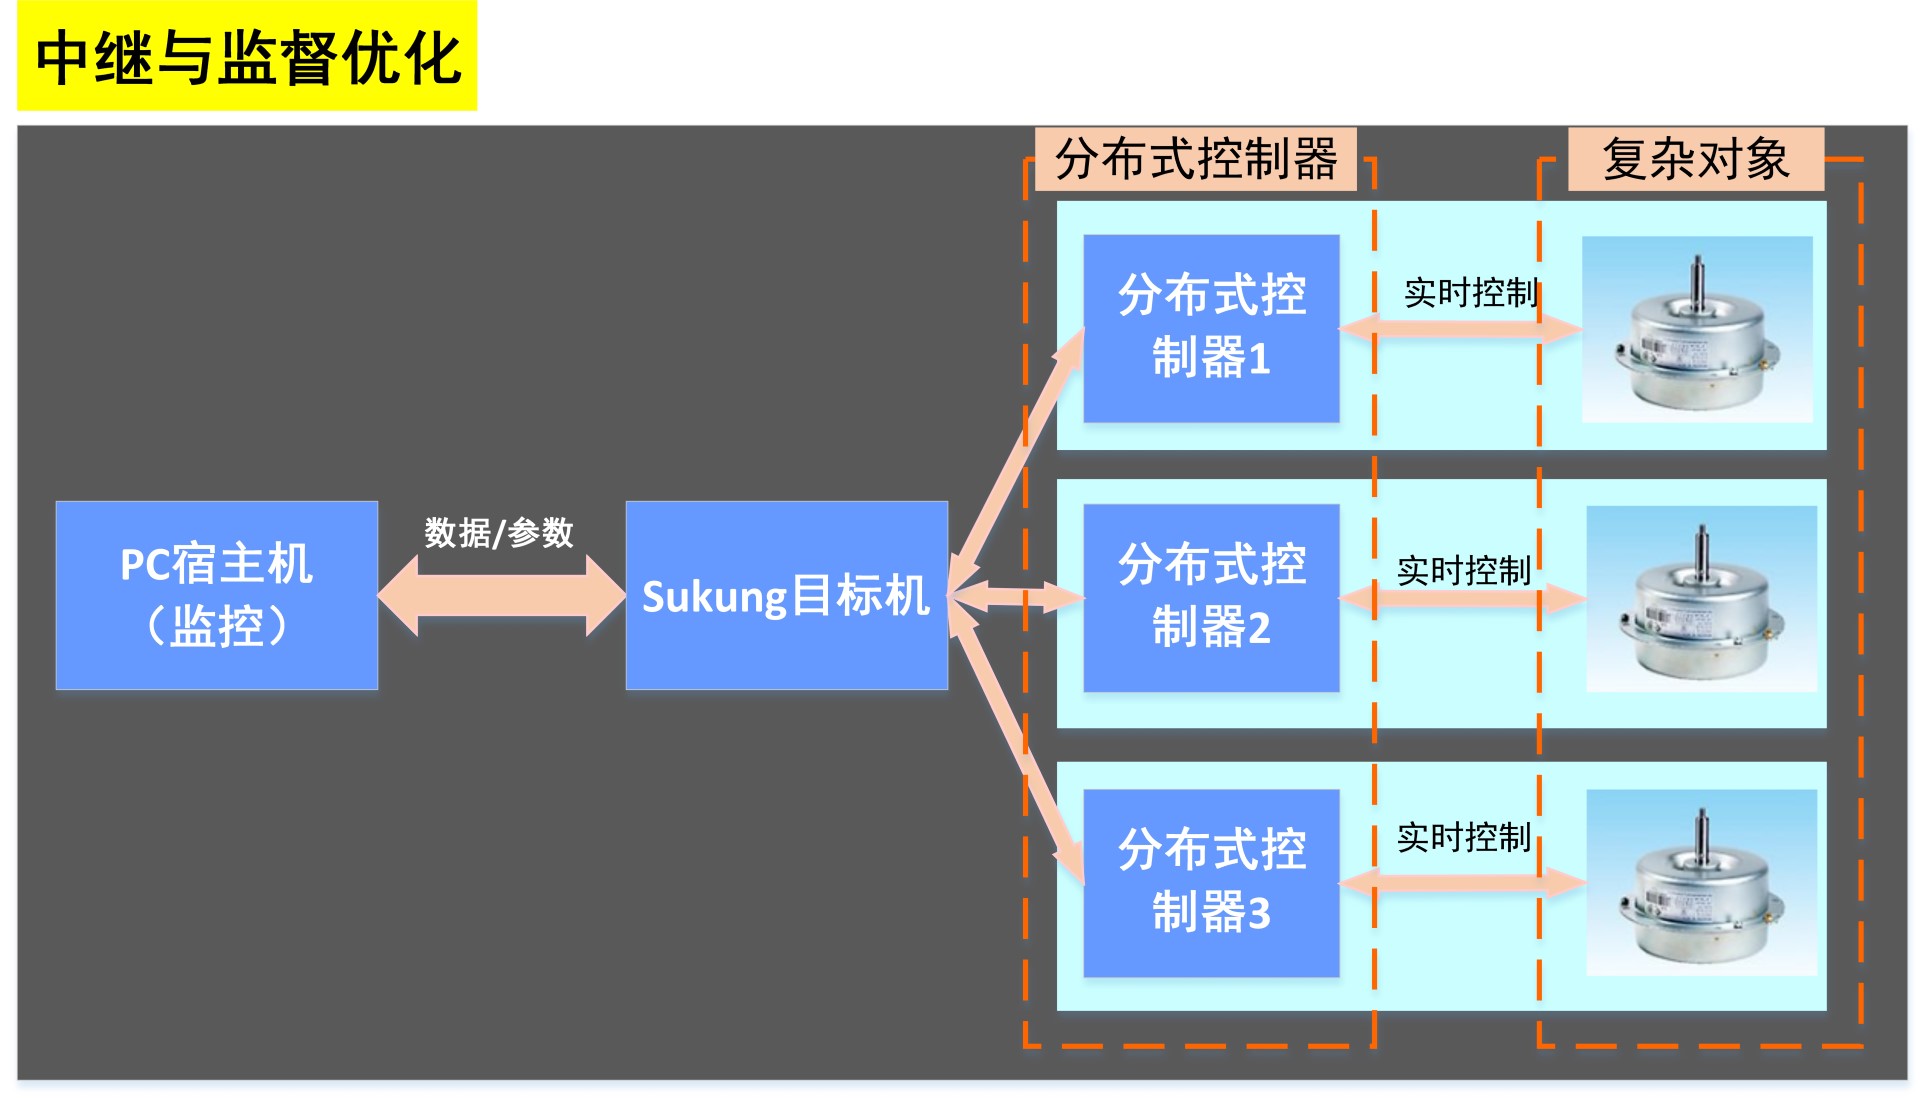 中继与监督优化
分布式控制器
复杂对象
分布式控
制器1
实时控制
PC宿主机
（监控）
数据/参数
Sukung目标机
分布式控
制器2
实时控制
分布式控
制器3
实时控制